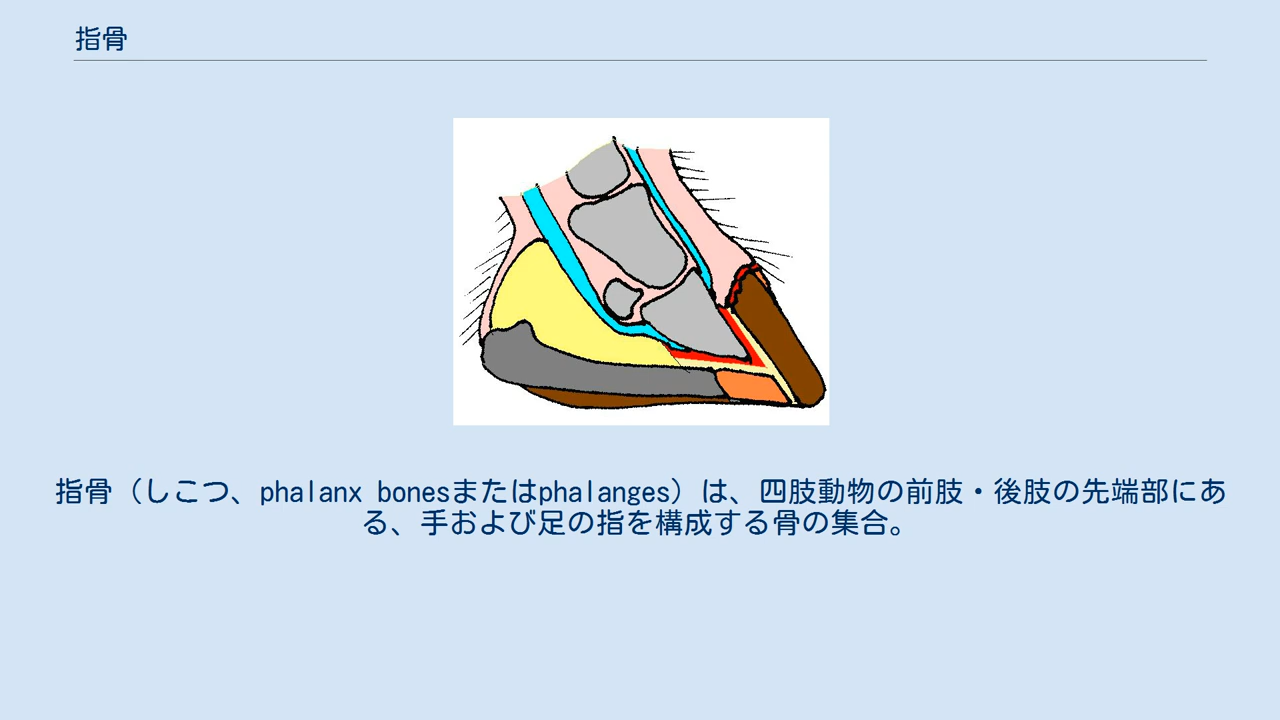 指骨
指骨（しこつ、phalanx bonesまたはphalanges）は、四肢動物の前肢・後肢の先端部にあ
る、手および足の指を構成する骨の集合。